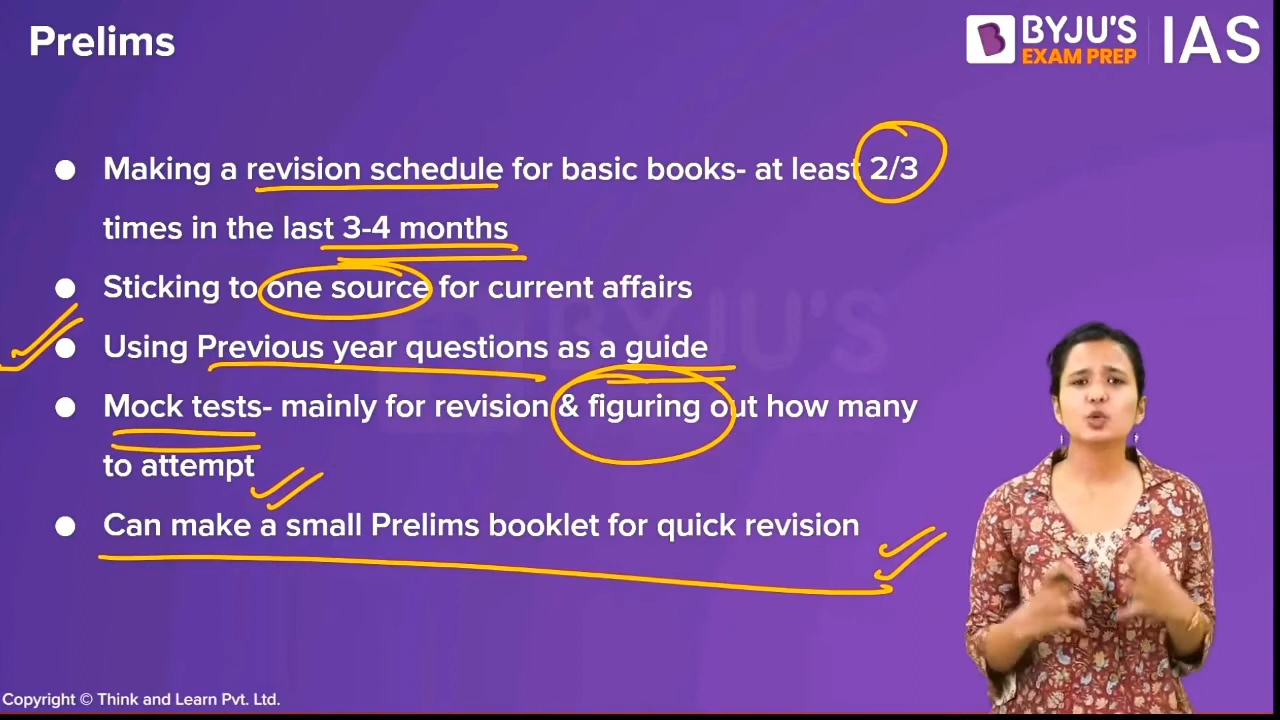 Prelims
BYJU'S
EXAM PREP
IAS
● Making a revision schedule for basic books- at least 2/3
times in the last 3-4 months
● Sticking to one source for current affairs
● Using Previous year questions as a guide
● Mock tests- mainly for revision & figuring out how many
to attempt
● Can make a small Prelims booklet for quick revision
BYJU'S
Copyright © Think and Learn Pvt. Ltd.